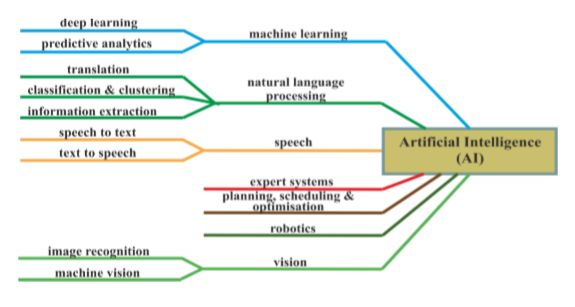 deep learning
predictive analytics
machine learning
translation
classification & clustering
information extraction
natural language
processing
speech to text
text to speech
speech
Artificial Intelligence
(AI)
expert systems
planning, scheduling &
optimisation
robotics
image recognition
machine vision
vision